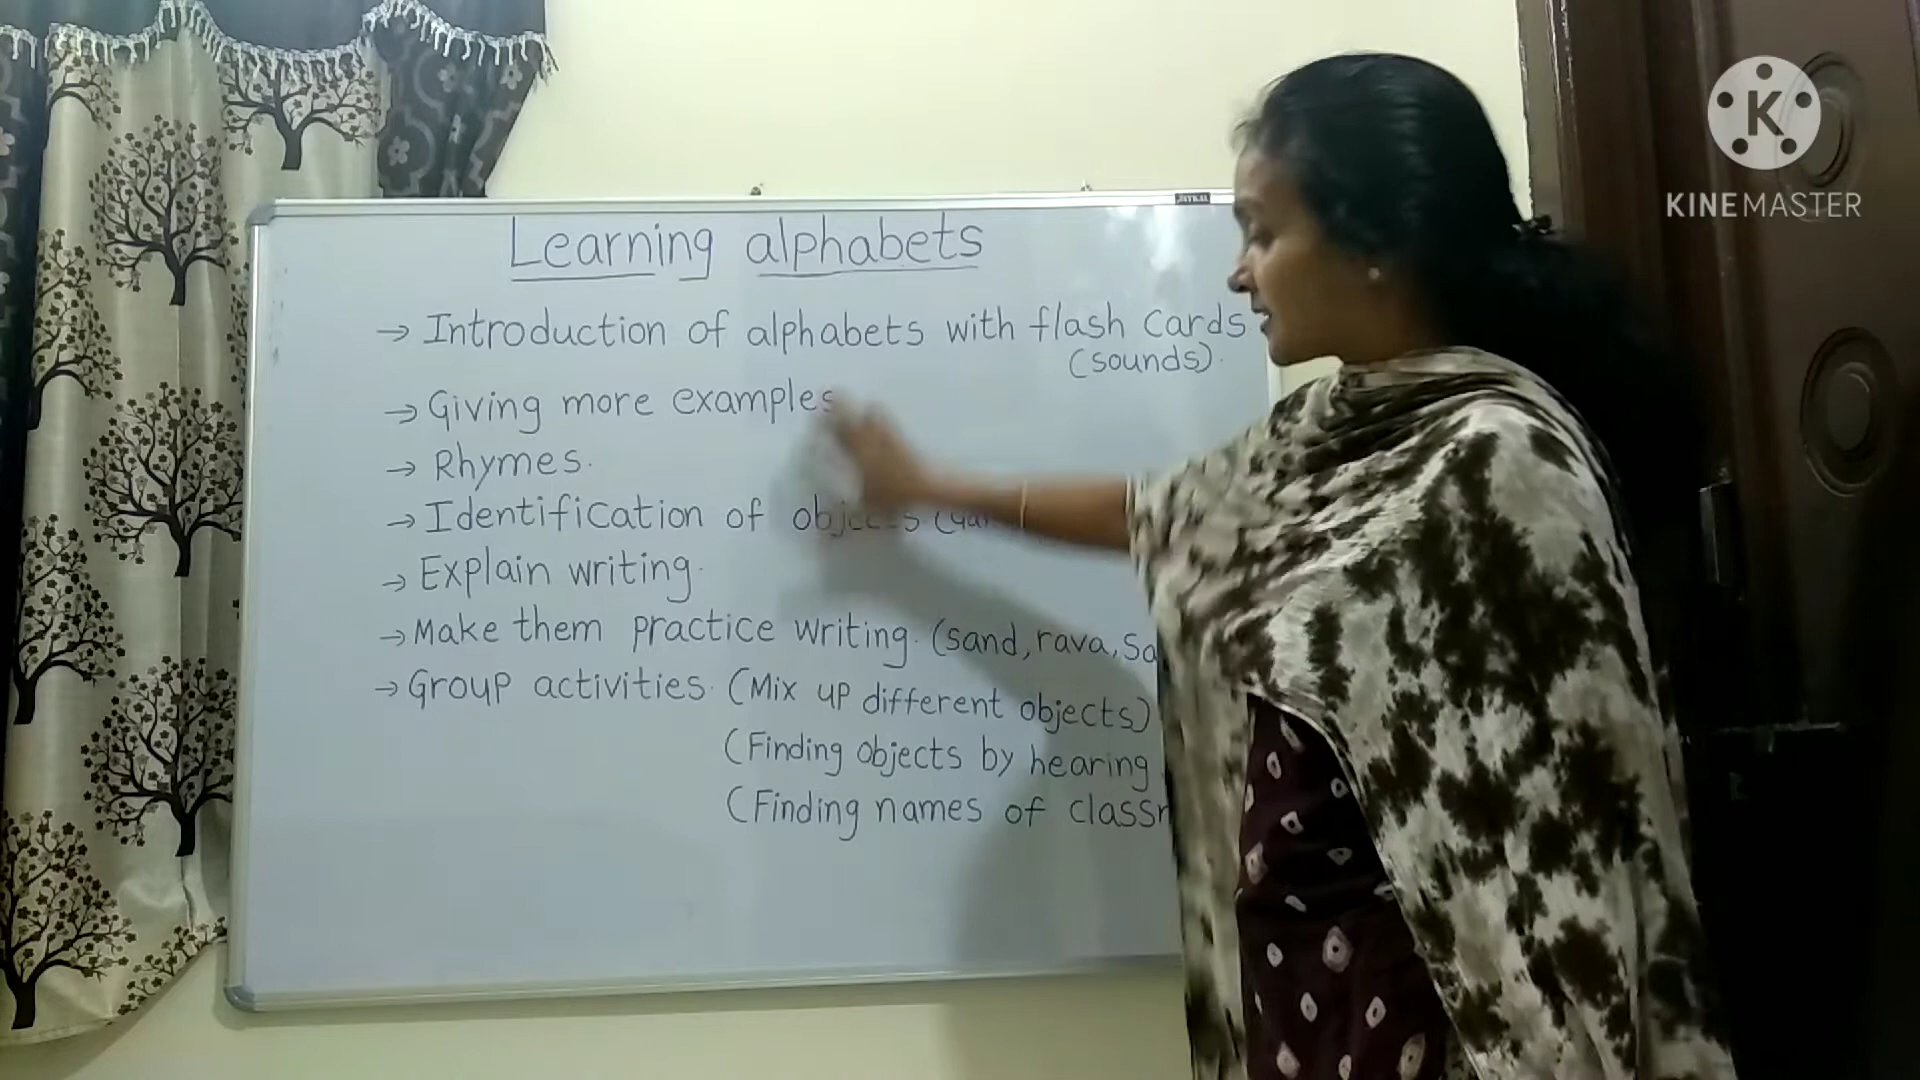 Learning alphabets
→ Introduction of alphabets with flash cards
(sounds).
→ Giving more examples
→ Rhymes.
→ Identification of objects
→ Explain writing.
→ Make them practice writing. (sand, rava,
→ Group activities. (Mix up different objects)
(Finding objects by hearing
(Finding names of
K
KINEMASTER